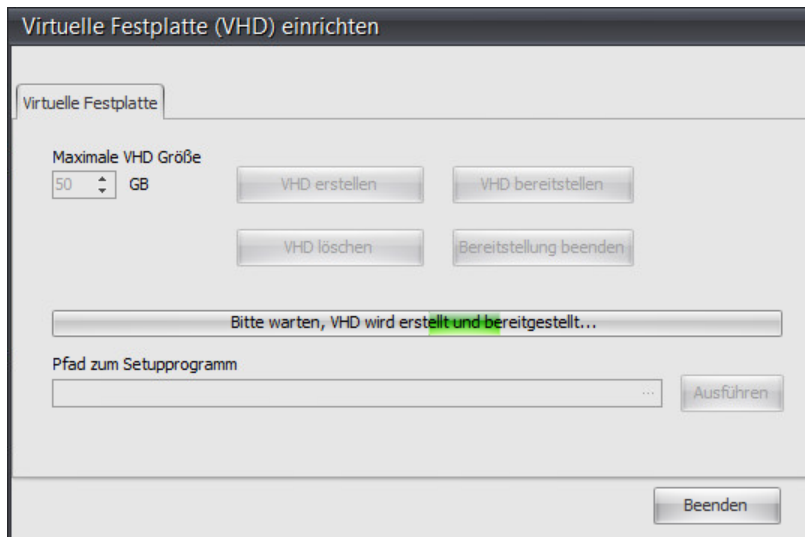 Virtuelle Festplatte (VHD) einrichten
Virtuelle Festplatte
Maximale VHD Größe
50 GB VHD erstellen VHD bereitstellen
VHD löschen Bereitstellung beenden
Bitte warten, VHD wird erstellt und bereitgestellt...
Pfad zum Setupprogramm
... Ausführen
Beenden